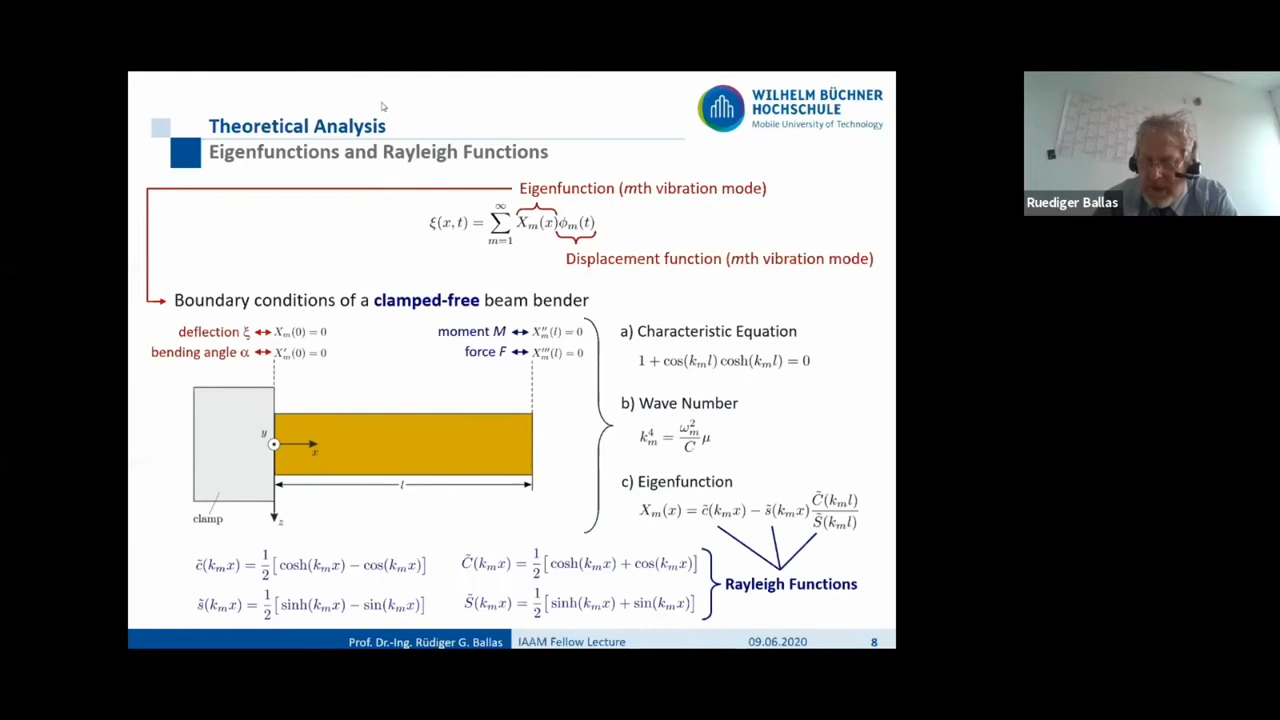 WILHELM BÜCHNER
HOCHSCHULE
Mobile University of Technology
Theoretical Analysis
Eigenfunctions and Rayleigh Functions
Ruediger Ballas
Eigenfunction (mth vibration mode)
ξ(x, t) = ∑_{m=1}^{∞} X_m(x)ϕ_m(t)
Displacement function (mth vibration mode)
Boundary conditions of a clamped-free beam bender
deflection ξ ↔ X_m(0) = 0
bending angle α ↔ X′_m(0) = 0
moment M ↔ X″_m(l) = 0
force F ↔ X‴_m(l) = 0
a) Characteristic Equation
1 + cos(k_m l) cosh(k_m l) = 0
b) Wave Number
k_m^4 = ω_m^2/C μ
c) Eigenfunction
X_m(x) = c̃(k_m x) − s̃(k_m x) C̃(k_m l)/S̃(k_m l)
y
x
l
clamp
z
c̃(k_m x) = 1/2 [cosh(k_m x) − cos(k_m x)]
C̃(k_m x) = 1/2 [cosh(k_m x) + cos(k_m x)]
s̃(k_m x) = 1/2 [sinh(k_m x) − sin(k_m x)]
S̃(k_m x) = 1/2 [sinh(k_m x) + sin(k_m x)]
Rayleigh Functions
Prof. Dr.-Ing. Rüdiger G. Ballas
IAAM Fellow Lecture
09.06.2020
8